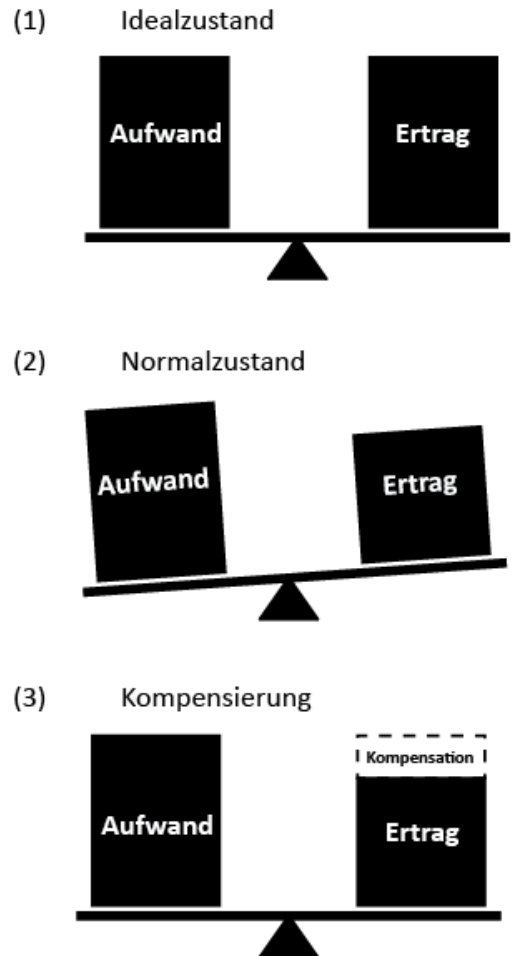 (1) Idealzustand
Aufwand Ertrag
(2) Normalzustand
Aufwand Ertrag
(3) Kompensierung
Kompensation
Aufwand Ertrag